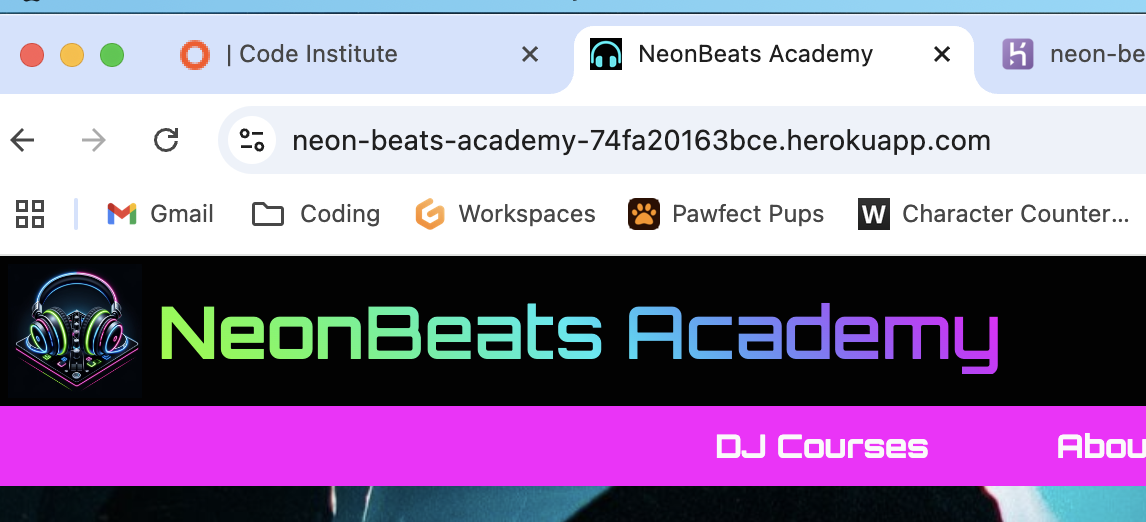 | Code Institute
NeonBeats Academy
neon-be
neon-beats-academy-74fa20163bce.herokuapp.com
Gmail
Coding
Workspaces
Pawfect Pups
W
Character Counter...
NeonBeats Academy
DJ Courses
Abou